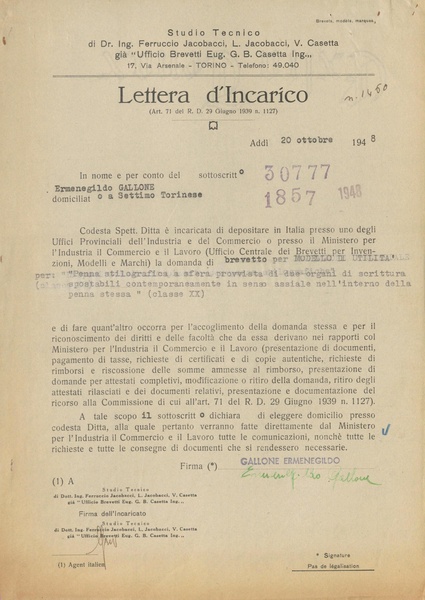 Brevets, modèle, marques,
Studio Tecnico
di Dr. Ing. Ferruccio Jacobacci, L. Jacobacci, V. Casetta
già "Ufficio Brevetti Eug. G. B. Casetta Ing.,,
17, Via Arsenale - TORINO - Telefono: 49.040
Lettera d'Incarico
n. 1450
(Art. 71 del R. D. 29 Giugno 1939 n. 1127)
Addì 20 ottobre 1948
In nome e per conto del sottoscritto
30777
Ermenegildo GALLONE
domiciliato a Settimo Torinese
1857 1948
Codesta Spett. Ditta è incaricata di depositare in Italia presso uno degli
Uffici Provinciali dell'Industria e del Commercio o presso il Ministero per
l'Industria il Commercio e il Lavoro (Ufficio Centrale dei Brevetti per Inven-
zioni, Modelli e Marchi) la domanda di brevetto per MODELLO DI UTILITA'
per: "Penna stilografica a sfera provvista di due organi di scrittura
spostabili contemporaneamente in senso assiale nell'interno della
penna stessa" (classe XX)
e di fare quant'altro occorra per l'accoglimento della domanda stessa e per il
riconoscimento dei diritti e delle facoltà che da essa derivano nei rapporti col
Ministero per l'Industria il Commercio e il Lavoro (presentazione di documenti,
pagamento di tasse, richieste di certificati e di copie autentiche, richieste di
rimborsi e riscossione delle somme ammesse al rimborso, presentazione di
domande per attestati completivi, modificazione o ritiro della domanda, ritiro degli
attestati rilasciati e dei documenti relativi, presentazione e documentazione del
ricorso alla Commissione di cui all'art. 71 del R. D. 29 Giugno 1939 n. 1127).
A tale scopo il sottoscritto dichiara di eleggere domicilio presso
codesta Ditta, alla quale pertanto verranno fatte direttamente dal Ministero
per l'Industria il Commercio e il Lavoro tutte le comunicazioni, nonchè tutte le
richieste e tutte le consegne di documenti che si rendessero necessarie.
Firma (*) GALLONE ERMENEGILDO
Ermenegildo Gallone
(1) A
Studio Tecnico
di Dott. Ing. Ferruccio Jacobacci, L. Jacobacci, V. Casetta
già "Ufficio Brevetti Eug. G. B. Casetta Ing.,,
Firma dell'Incaricato
Studio Tecnico
di Dott. Ing. Ferruccio Jacobacci, L. Jacobacci, V. Casetta
già "Ufficio Brevetti Eug. G. B. Casetta Ing.,,
(1) Agent italien
* Signature
Pas de légalisation